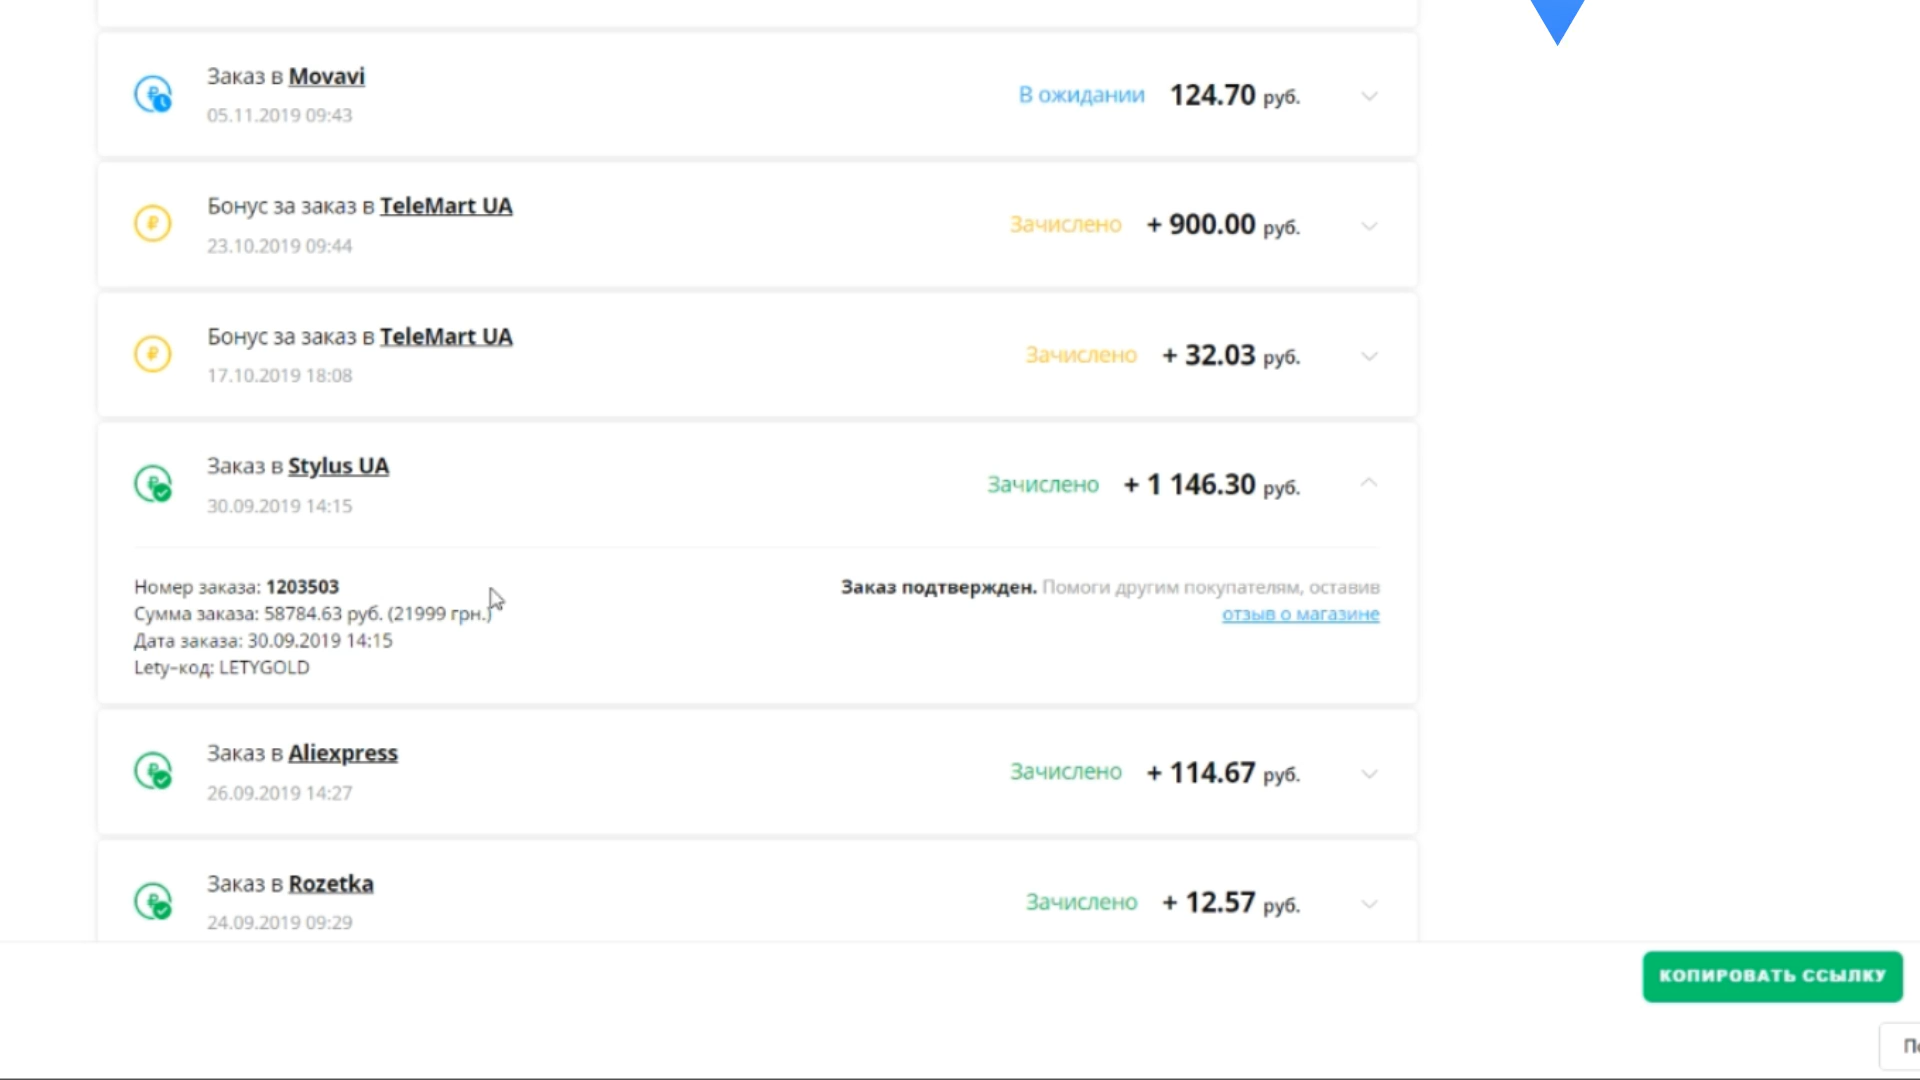 Заказ в Movavi
05.11.2019 09:43
В ожидании 124.70 руб.
Бонус за заказ в TeleMart UA
23.10.2019 09:44
Зачислено + 900.00 руб.
Бонус за заказ в TeleMart UA
17.10.2019 18:08
Зачислено + 32.03 руб.
Заказ в Stylus UA
30.09.2019 14:15
Зачислено + 1 146.30 руб.
Номер заказа: 1203503
Сумма заказа: 58784.63 руб. (21999 грн.)
Дата заказа: 30.09.2019 14:15
Lety-код: LETYGOLD
Заказ подтвержден. Помоги другим покупателям, оставив
отзыв о магазине
Заказ в Aliexpress
26.09.2019 14:27
Зачислено + 114.67 руб.
Заказ в Rozetka
24.09.2019 09:29
Зачислено + 12.57 руб.
КОПИРОВАТЬ ССЫЛКУ